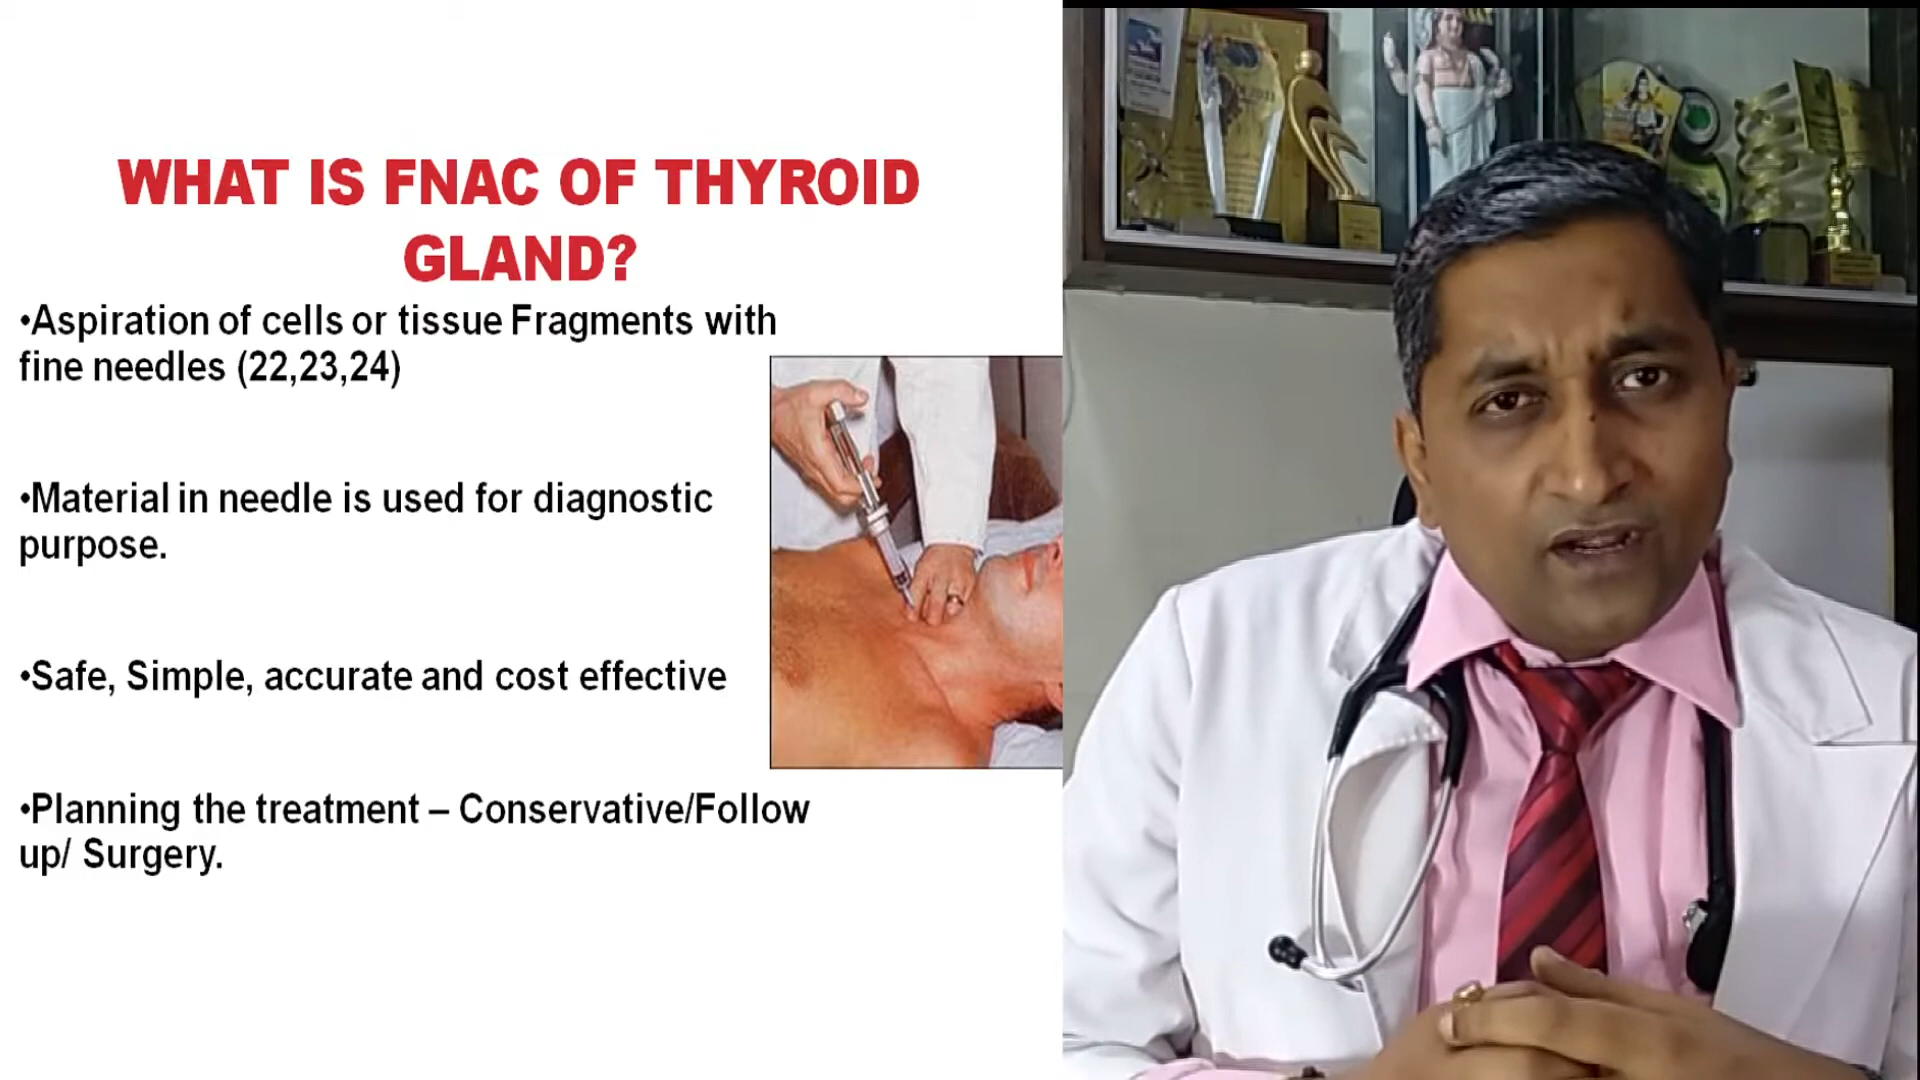 WHAT IS FNAC OF THYROID
GLAND?
•Aspiration of cells or tissue Fragments with
fine needles (22,23,24)
•Material in needle is used for diagnostic
purpose.
•Safe, Simple, accurate and cost effective
•Planning the treatment – Conservative/Follow
up/ Surgery.